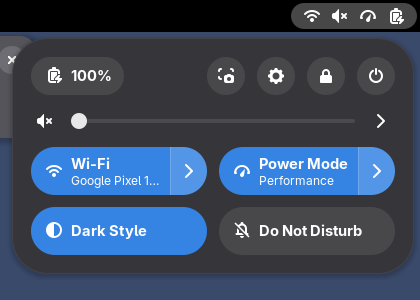 100%
Wi-Fi
Google Pixel 1...
Power Mode
Performance
Dark Style
Do Not Disturb